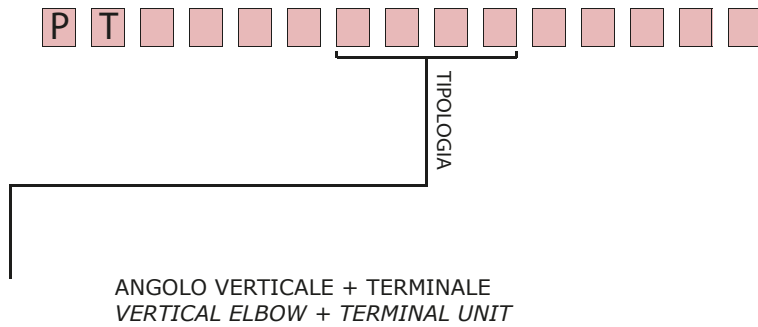 P T
TIPOLOGIA
ANGOLO VERTICALE + TERMINALE
VERTICAL ELBOW + TERMINAL UNIT